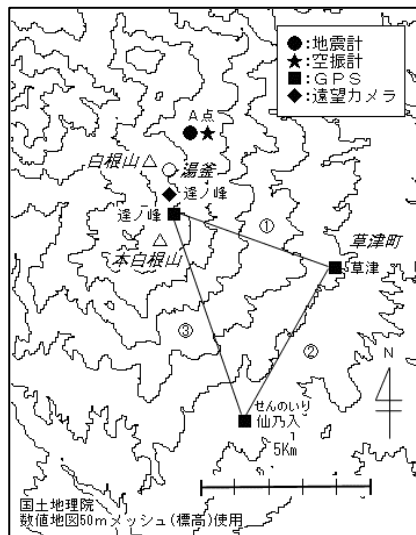 ●:地震計
★:空振計
■:GPS
◆:遠望カメラ
A点
白根山
湯釜
逢ノ峰
逢ノ峰
①
草津町
草津
本白根山
③
②
N
せんのいり
仙乃入
5Km
国土地理院
数値地図50mメッシュ(標高)使用